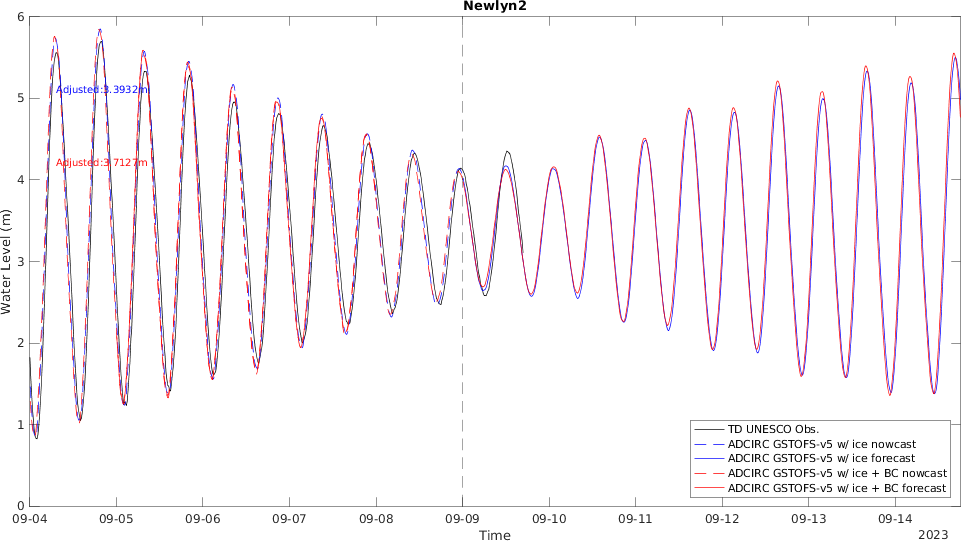 Newlyn2
6
5
4
3
2
1
0
Water Level (m)
Adjusted:3.3932m
Adjusted:3.7127m
TD UNESCO Obs.
ADCIRC GSTOFS-v5 w/ ice nowcast
ADCIRC GSTOFS-v5 w/ ice forecast
ADCIRC GSTOFS-v5 w/ ice + BC nowcast
ADCIRC GSTOFS-v5 w/ ice + BC forecast
09-04 09-05 09-06 09-07 09-08 09-09 09-10 09-11 09-12 09-13 09-14
Time
2023